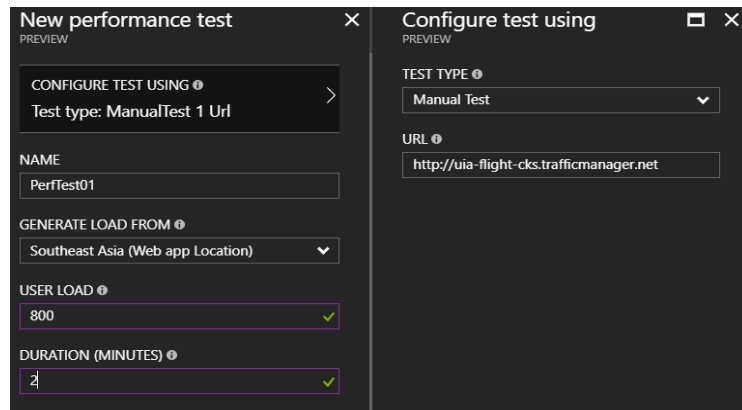 New performance test
PREVIEW
CONFIGURE TEST USING
Test type: ManualTest 1 Url
NAME
PerfTest01
GENERATE LOAD FROM
Southeast Asia (Web app Location)
USER LOAD
800
DURATION (MINUTES)
2
Configure test using
PREVIEW
TEST TYPE
Manual Test
URL
http://uia-flight-cks.trafficmanager.net